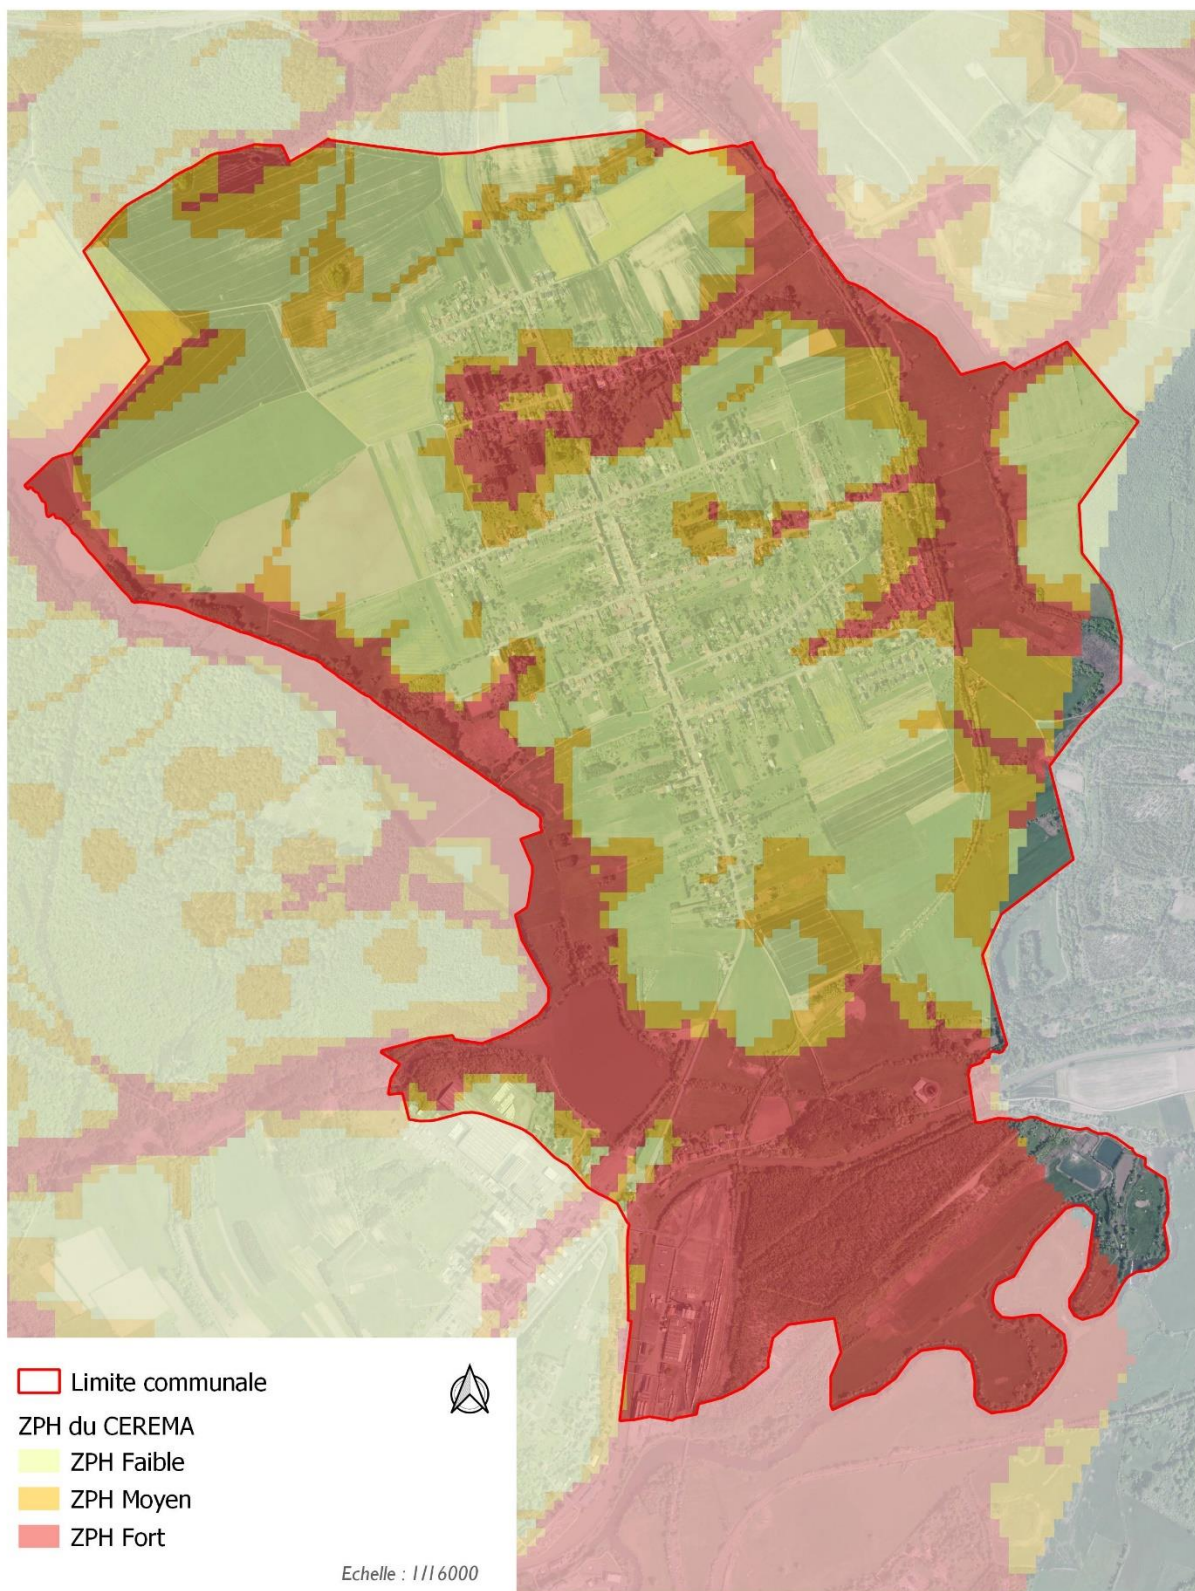 Limite communale
ZPH du CEREMA
ZPH Faible
ZPH Moyen
ZPH Fort
Echelle : 1/16000